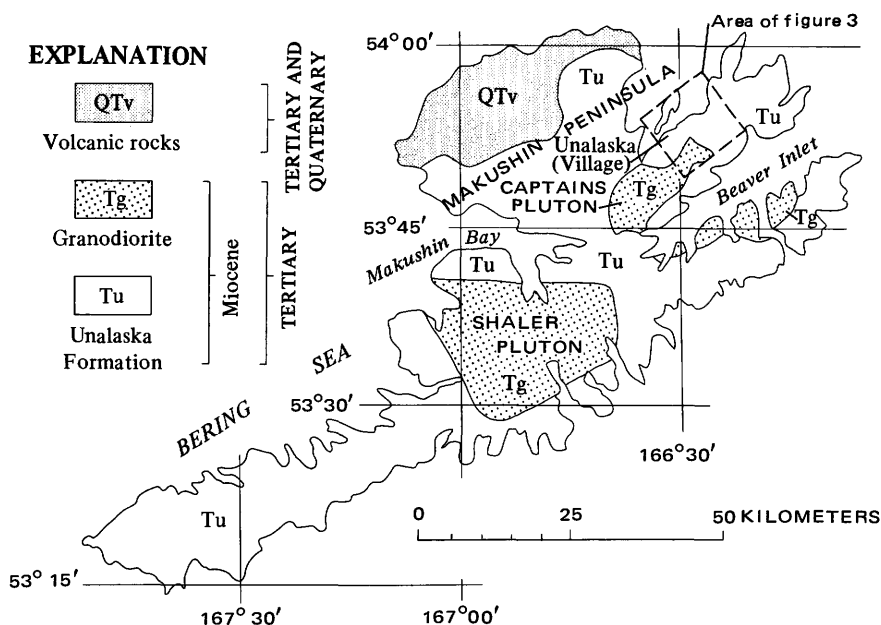 EXPLANATION
QTv
Volcanic rocks
Tg
Granodiorite
Tu
Unalaska
Formation
Miocene
TERTIARY AND
QUATERNARY
TERTIARY
54° 00′
53° 45′
53° 30′
53° 15′
167° 30′
167° 00′
166° 30′
Area of figure 3
QTv
Tu
MAKUSHIN PENINSULA
Tu
Unalaska
(Village)
CAPTAINS
PLUTON
Tg
Beaver Inlet
Tg
Makushin Bay
Tu
Tu
SHALER
PLUTON
Tg
BERING SEA
Tu
0 25 50 KILOMETERS